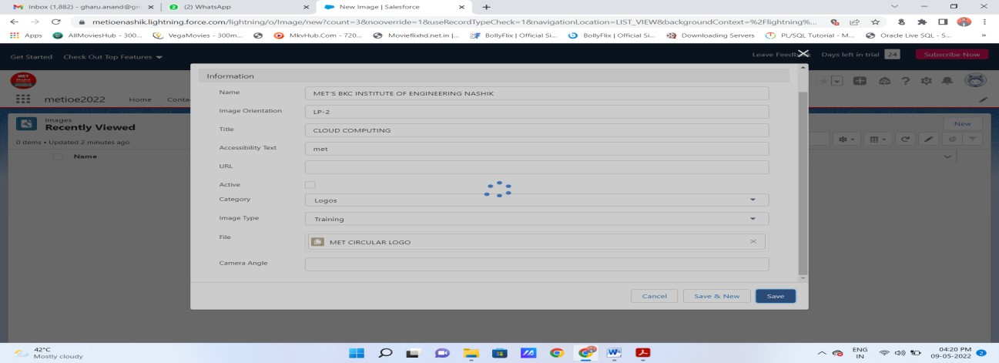 Inbox (1,882) - gharu.anand@gm
(2) WhatsApp
New Image | Salesforce
metioenashik.lightning.force.com/lightning/o/Image/new?count=3&nooverride=1&useRecordTypeCheck=1&navigationLocation=LIST_VIEW&backgroundContext=%2Flightning%...
Apps
AllMoviesHub - 300...
VegaMovies - 300m...
MkvHub.Com - 720...
Movieflixhd.net.in |...
BollyFlix | Official Si...
BollyFlix | Official Si...
Downloading Servers
PL/SQL Tutorial - M...
Oracle Live SQL - S...
»
Get Started
Check Out Top Features
Leave Feedb
Days left in trial 24
Subscribe Now
MET
metioe2022
Home
Conta
Images
Recently Viewed
New
0 items • Updated 2 minutes ago
Name
Information
Name
MET'S BKC INSTITUTE OF ENGINEERING NASHIK
Image Orientation
LP-2
Title
CLOUD COMPUTING
Accessibility Text
met
URL
Active
Category
Logos
Image Type
Training
File
MET CIRCULAR LOGO
Camera Angle
Cancel
Save & New
Save
42°C
Mostly cloudy
ENG
IN
04:20 PM
09-05-2022
2